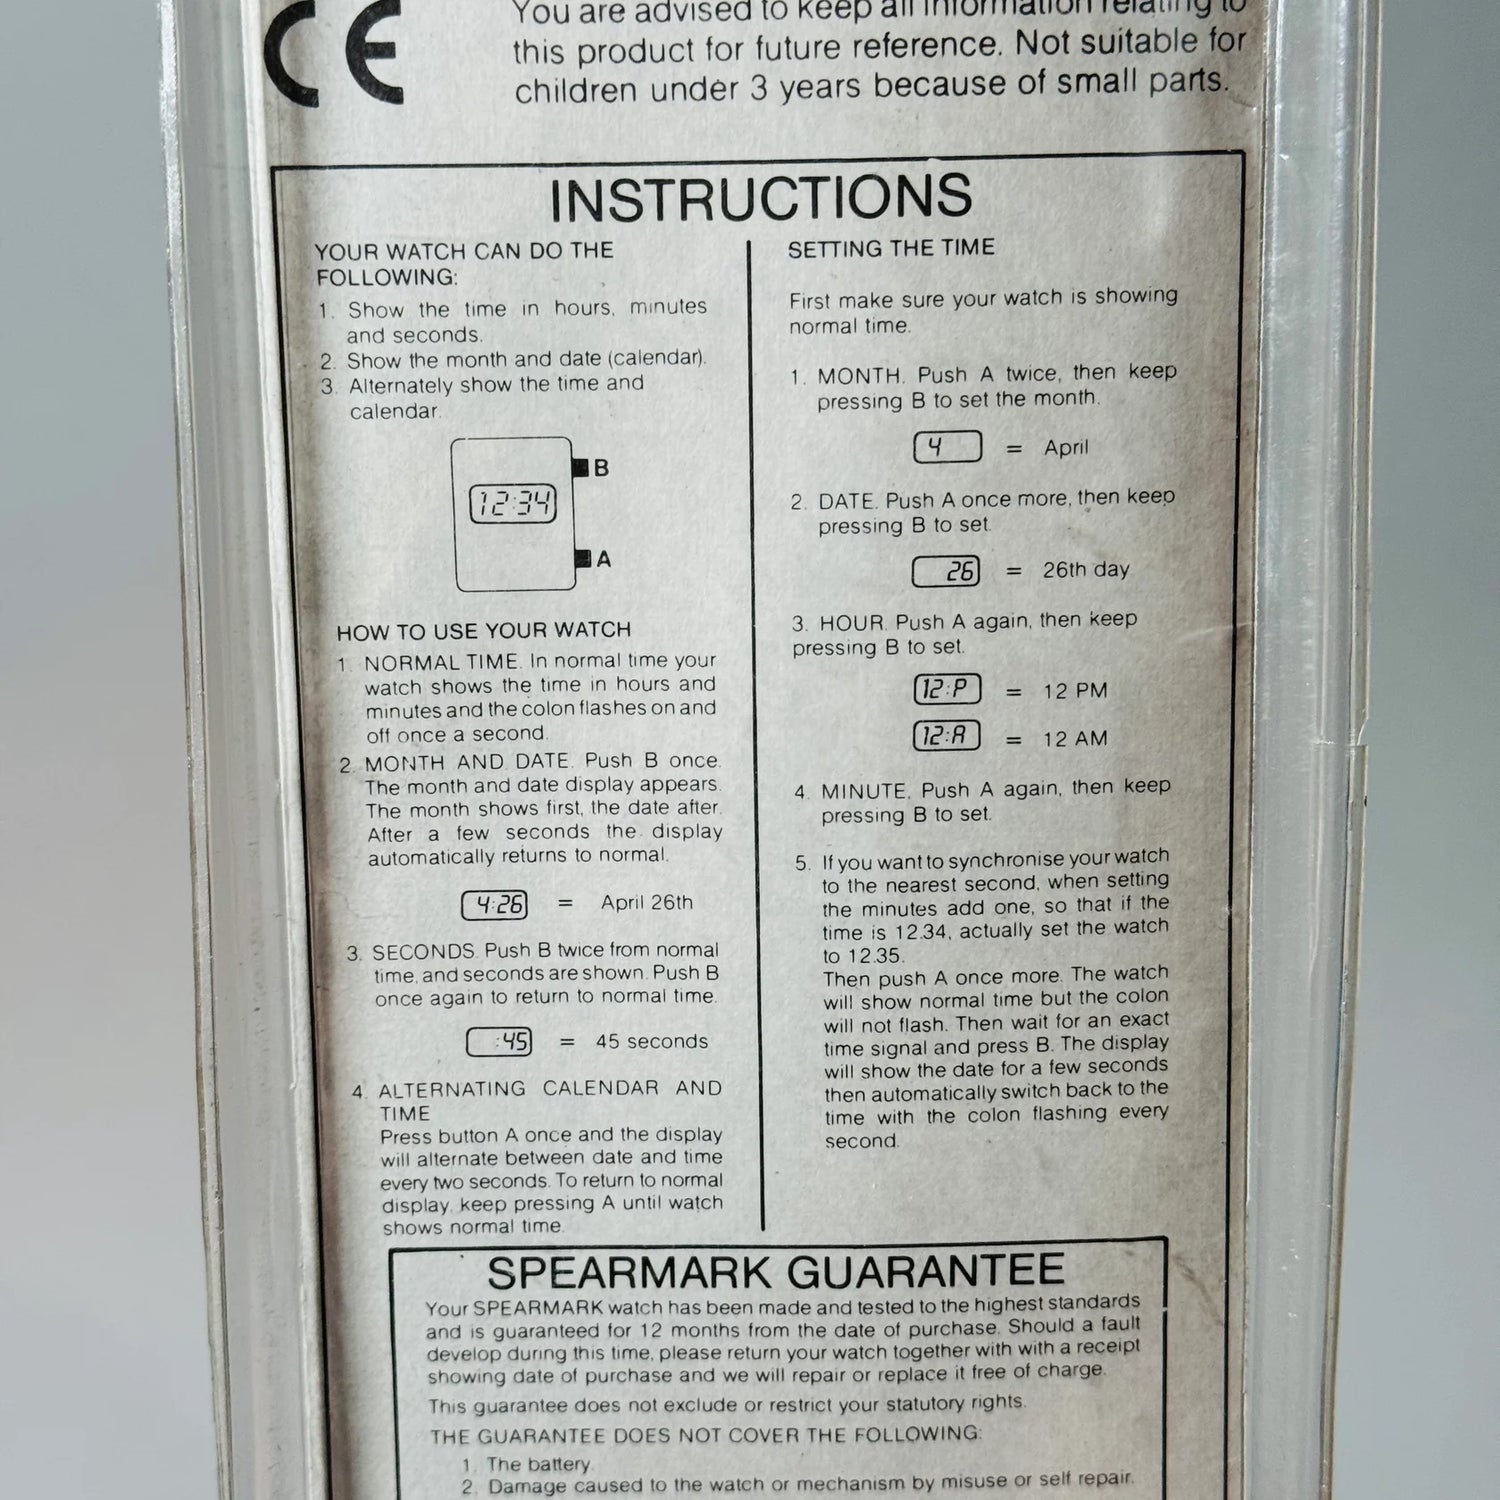 CE
You are advised to keep all information relating to
this product for future reference. Not suitable for
children under 3 years because of small parts.
INSTRUCTIONS
YOUR WATCH CAN DO THE
FOLLOWING:
1. Show the time in hours, minutes
and seconds.
2. Show the month and date (calendar).
3. Alternately show the time and
calendar.
B
12:34
A
HOW TO USE YOUR WATCH
1. NORMAL TIME. In normal time your
watch shows the time in hours and
minutes and the colon flashes on and
off once a second.
2. MONTH AND DATE. Push B once.
The month and date display appears.
The month shows first, the date after.
After a few seconds the display
automatically returns to normal.
4:26 = April 26th
3. SECONDS. Push B twice from normal
time, and seconds are shown. Push B
once again to return to normal time.
:45 = 45 seconds
4. ALTERNATING CALENDAR AND
TIME
Press button A once and the display
will alternate between date and time
every two seconds. To return to normal
display, keep pressing A until watch
shows normal time.
SETTING THE TIME
First make sure your watch is showing
normal time.
1. MONTH. Push A twice, then keep
pressing B to set the month.
4 = April
2. DATE. Push A once more, then keep
pressing B to set.
26 = 26th day
3. HOUR. Push A again, then keep
pressing B to set.
12:P = 12 PM
12:A = 12 AM
4. MINUTE. Push A again, then keep
pressing B to set.
5. If you want to synchronise your watch
to the nearest second, when setting
the minutes add one, so that if the
time is 12.34, actually set the watch
to 12.35.
Then push A once more. The watch
will show normal time but the colon
will not flash. Then wait for an exact
time signal and press B. The display
will show the date for a few seconds
then automatically switch back to the
time with the colon flashing every
second.
SPEARMARK GUARANTEE
Your SPEARMARK watch has been made and tested to the highest standards
and is guaranteed for 12 months from the date of purchase. Should a fault
develop during this time, please return your watch together with with a receipt
showing date of purchase and we will repair or replace it free of charge.
This guarantee does not exclude or restrict your statutory rights.
THE GUARANTEE DOES NOT COVER THE FOLLOWING:
1. The battery.
2. Damage caused to the watch or mechanism by misuse or self repair.